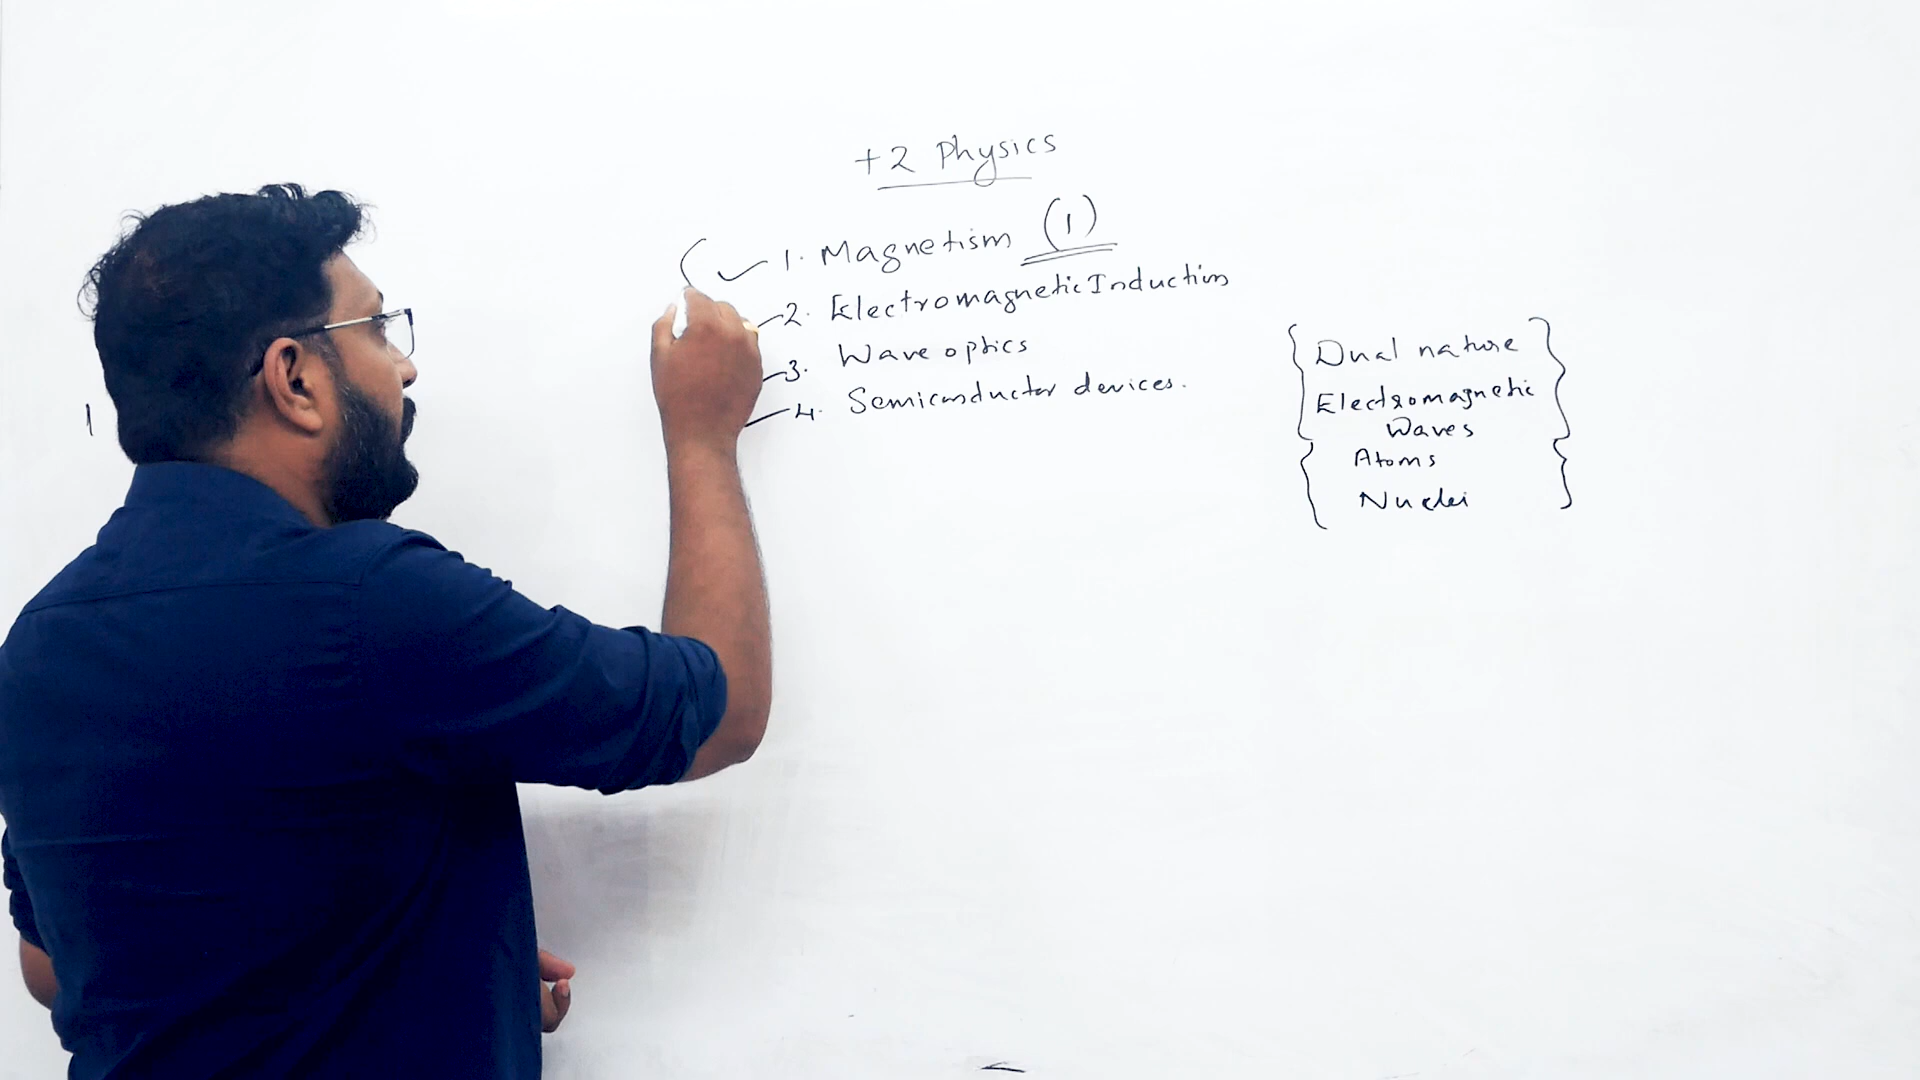 +2 Physics
1. Magnetism (1)
2. Electromagnetic Induction
3. Wave optics
4. Semiconductor devices.
Dual nature
Electromagnetic
Waves
Atoms
Nuclei
1